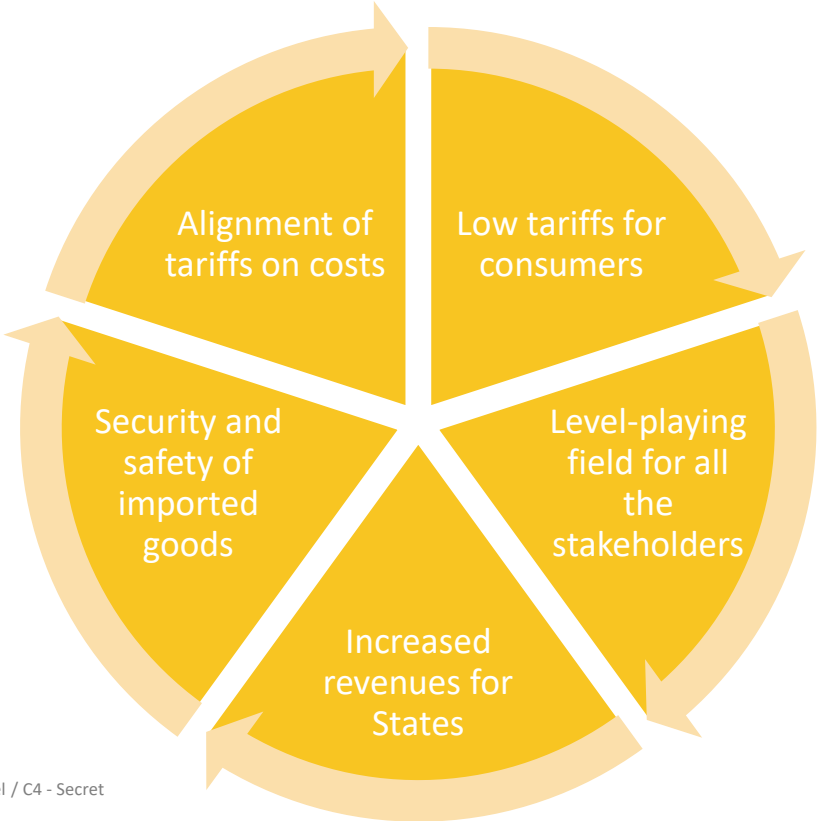 Alignment of
tariffs on costs
Low tariffs for
consumers
Level-playing
field for all
the
stakeholders
Increased
revenues for
States
Security and
safety of
imported
goods
/ C4 - Secret